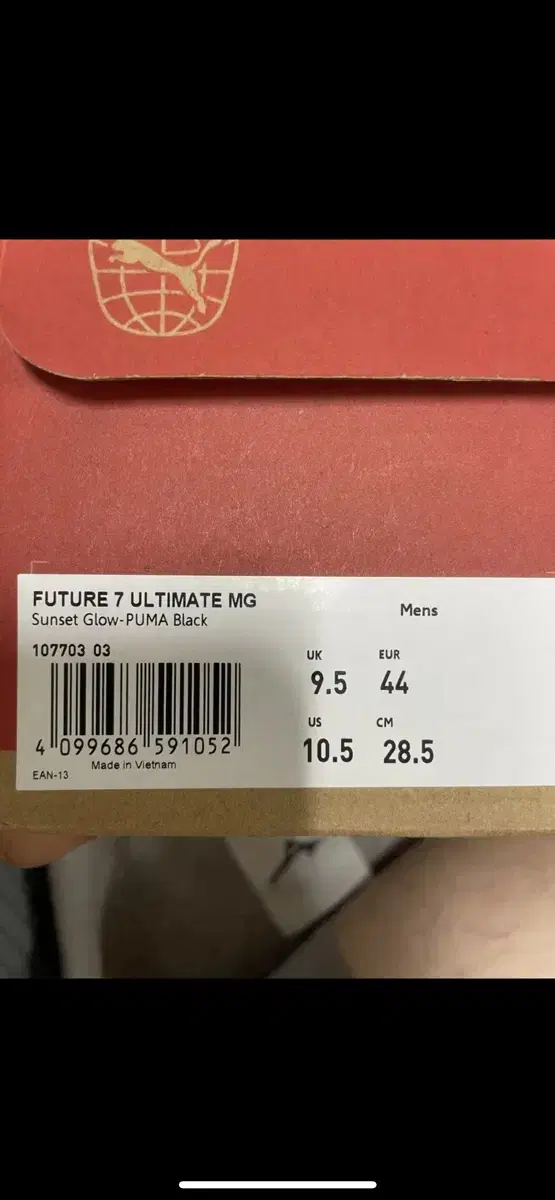 FUTURE 7 ULTIMATE MG
Sunset Glow-PUMA Black
Mens
107703 03
UK EUR
9.5 44
US CM
10.5 28.5
4 099686 591052
Made in Vietnam
EAN-13